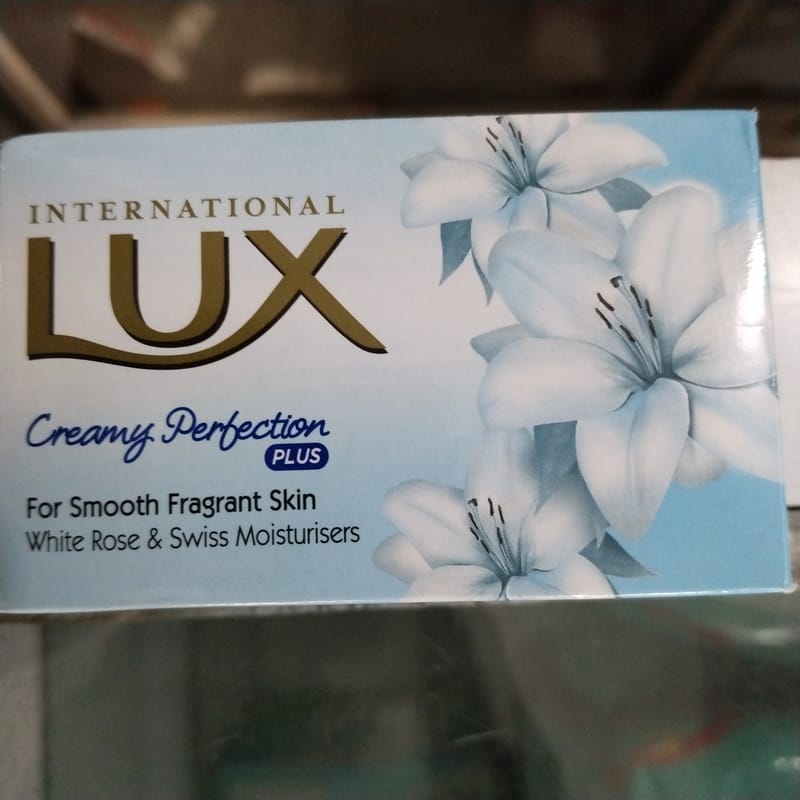 INTERNATIONAL
LUX
Creamy Perfection
PLUS
For Smooth Fragrant Skin
White Rose & Swiss Moisturisers